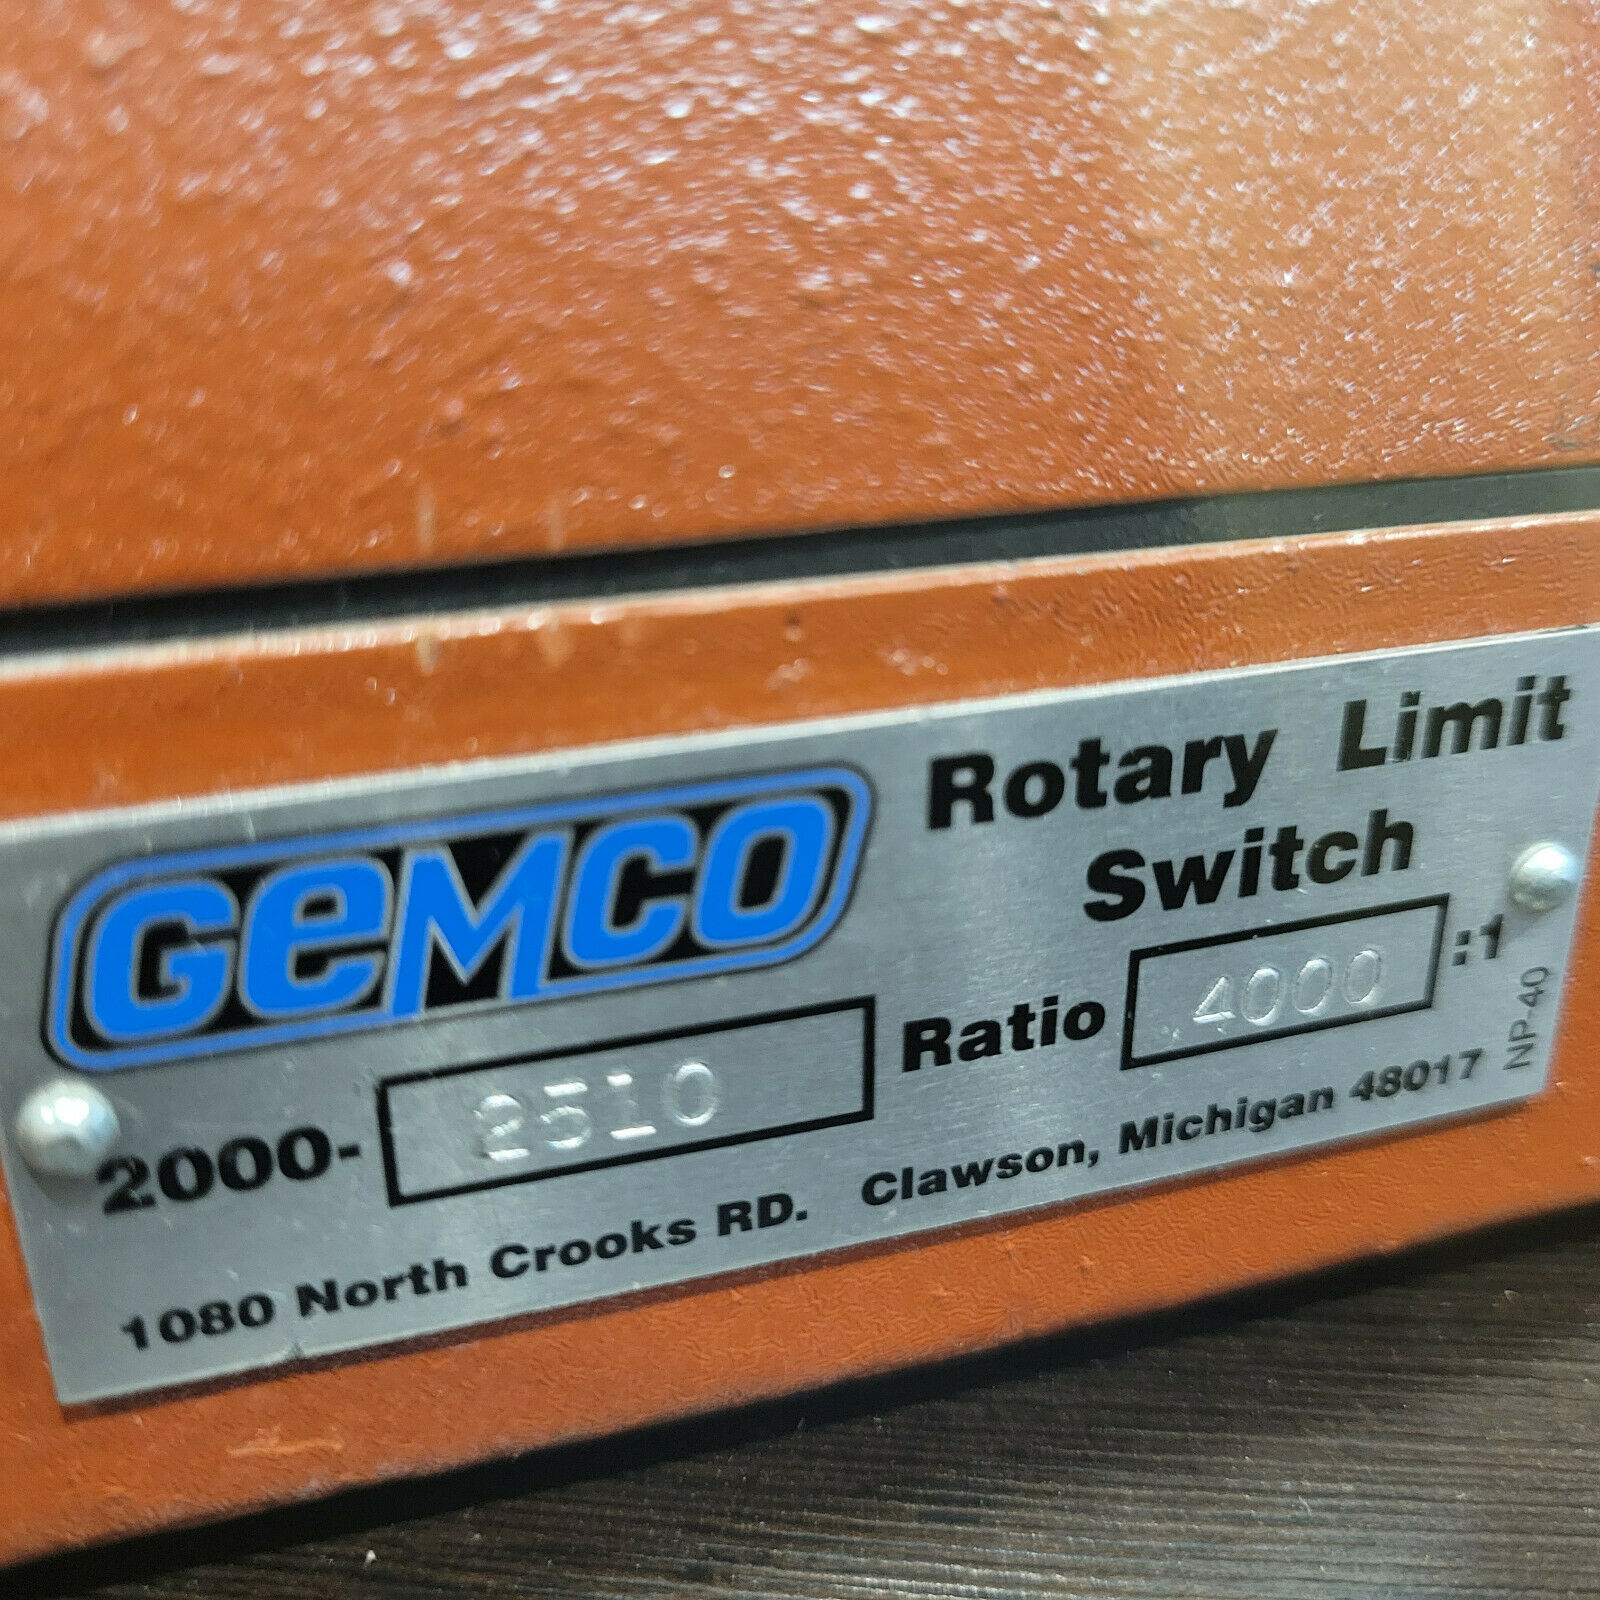 GEMCO
Rotary Limit
Switch
2000- 2510
Ratio 4000 :1
1080 North Crooks RD. Clawson, Michigan 48017
NP-40